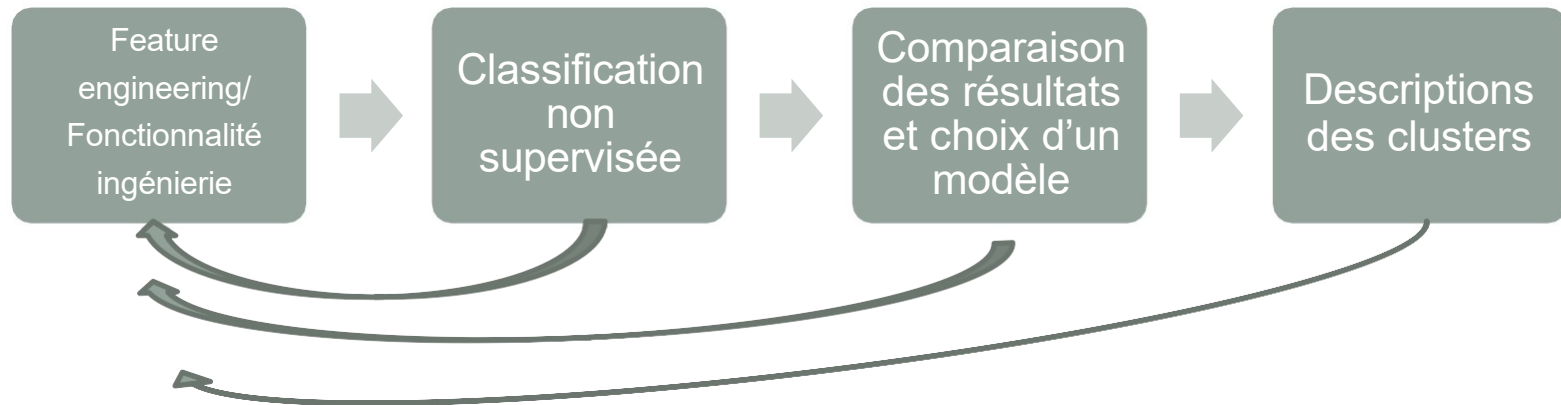 Feature
engineering/
Fonctionnalité
ingénierie
Classification
non
supervisée
Comparaison
des résultats
et choix d’un
modèle
Descriptions
des clusters